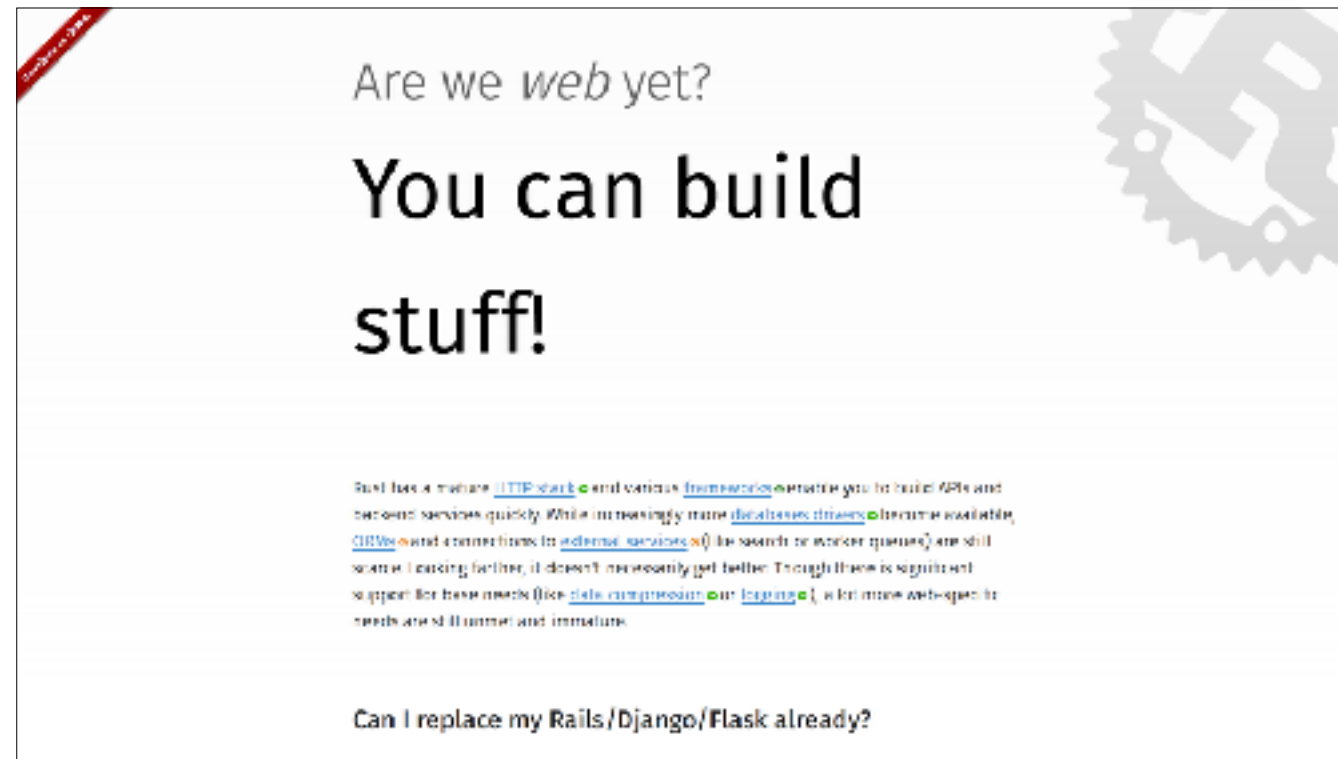 Are we web yet?
You can build
stuff!
Rust has a mature HTTP stack and various frameworks enable you to build APIs and
backend services quickly. While increasingly more databases drivers become available,
ORMs and connections to external services (like search or worker queues) are still
scarce. Looking farther, it doesn't necessarily get better. Though there is significant
support for base needs (like data compression or logging), a lot more web-specific
needs are still unmet and immature.
Can I replace my Rails/Django/Flask already?